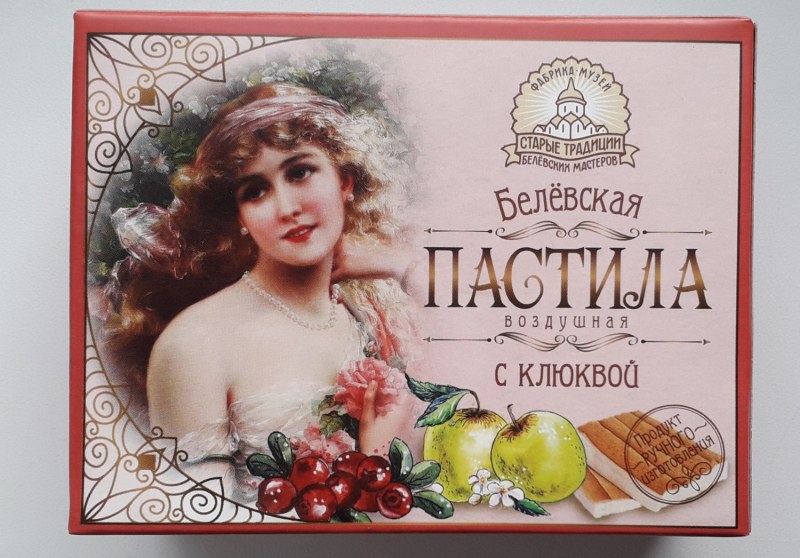 ФАБРИКА-МУЗЕЙ
СТАРЫЕ ТРАДИЦИИ
БЕЛЁВСКИХ МАСТЕРОВ
Белёвская
ПАСТИЛА
воздушная
С КЛЮКВОЙ
Продукт
РУЧНОГО
изготовления